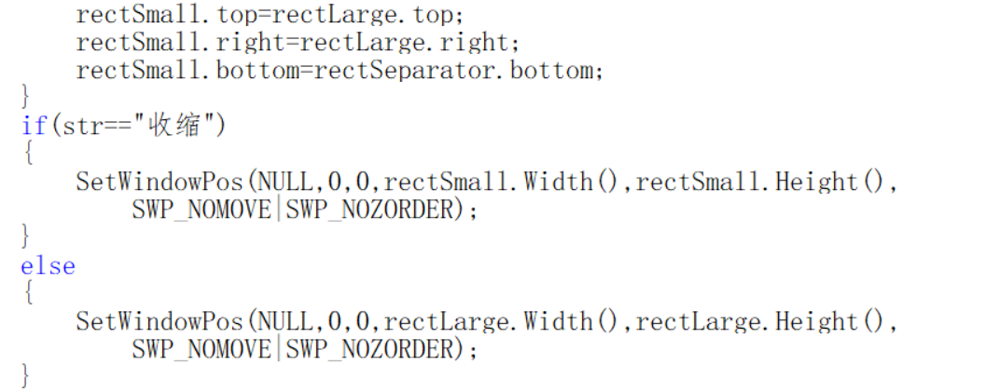 rectSmall.top=rectLarge.top;
rectSmall.right=rectLarge.right;
rectSmall.bottom=rectSeparator.bottom;
}
if(str=="收缩")
{
SetWindowPos(NULL,0,0,rectSmall.Width(),rectSmall.Height(),
SWP_NOMOVE|SWP_NOZORDER);
}
else
{
SetWindowPos(NULL,0,0,rectLarge.Width(),rectLarge.Height(),
SWP_NOMOVE|SWP_NOZORDER);
}